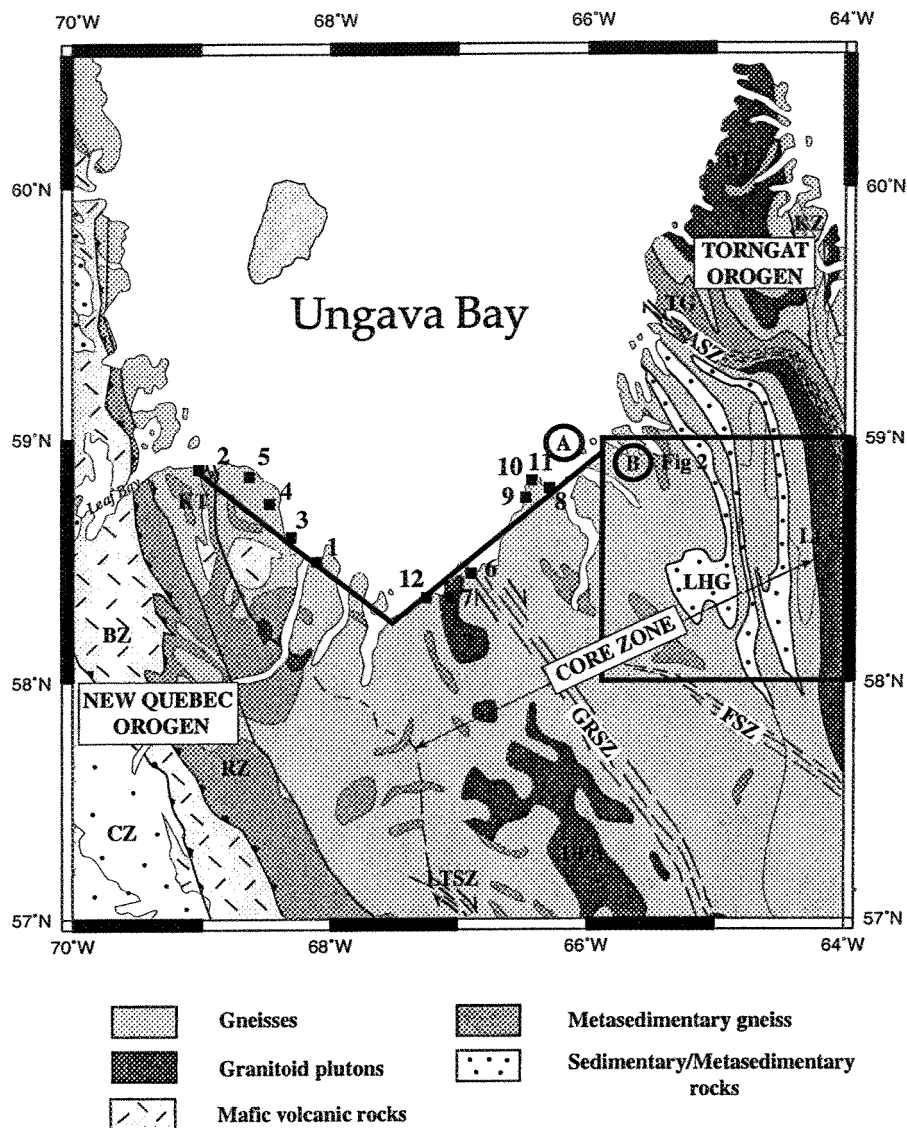 70˚W
68˚W
66˚W
64˚W
60˚N
60˚N
KZ
TORNGAT
OROGEN
TG
Ungava Bay
ASZ
59˚N
59˚N
A
B
Fig 2
2
5
10
11
Leaf Bay
KT
4
9
8
3
1
12
6
7
LHG
BZ
CORE ZONE
58˚N
58˚N
NEW QUEBEC
OROGEN
GRSZ
FSZ
RZ
CZ
LTSZ
57˚N
57˚N
70˚W
68˚W
66˚W
64˚W
Gneisses
Metasedimentary gneiss
Granitoid plutons
Sedimentary/Metasedimentary
rocks
Mafic volcanic rocks